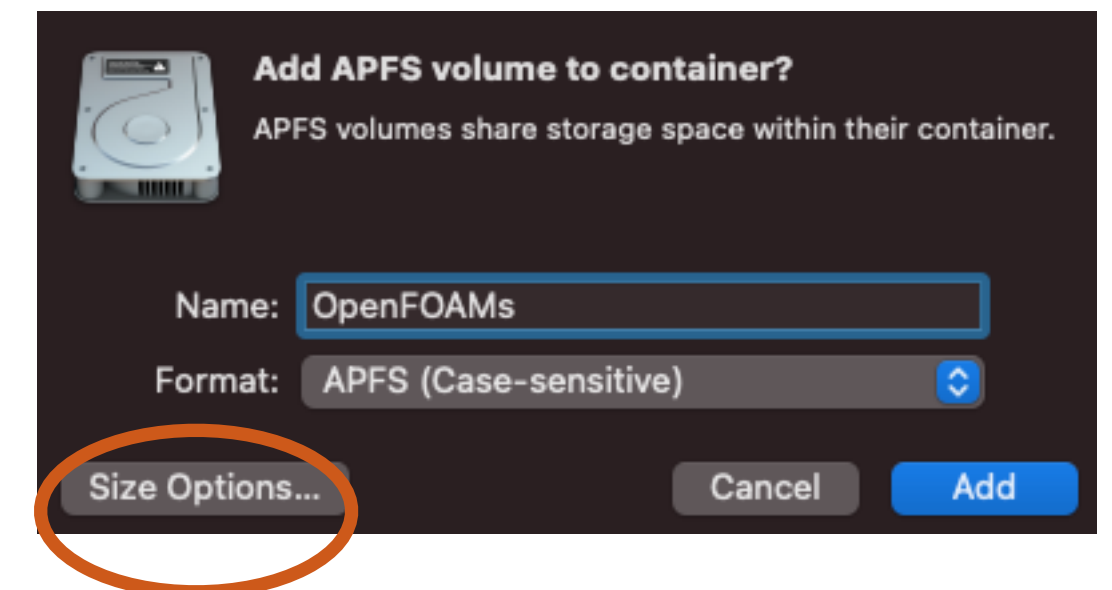 Add APFS volume to container?
APFS volumes share storage space within their container.
Name: OpenFOAMs
Format: APFS (Case-sensitive)
Size Options... Cancel Add